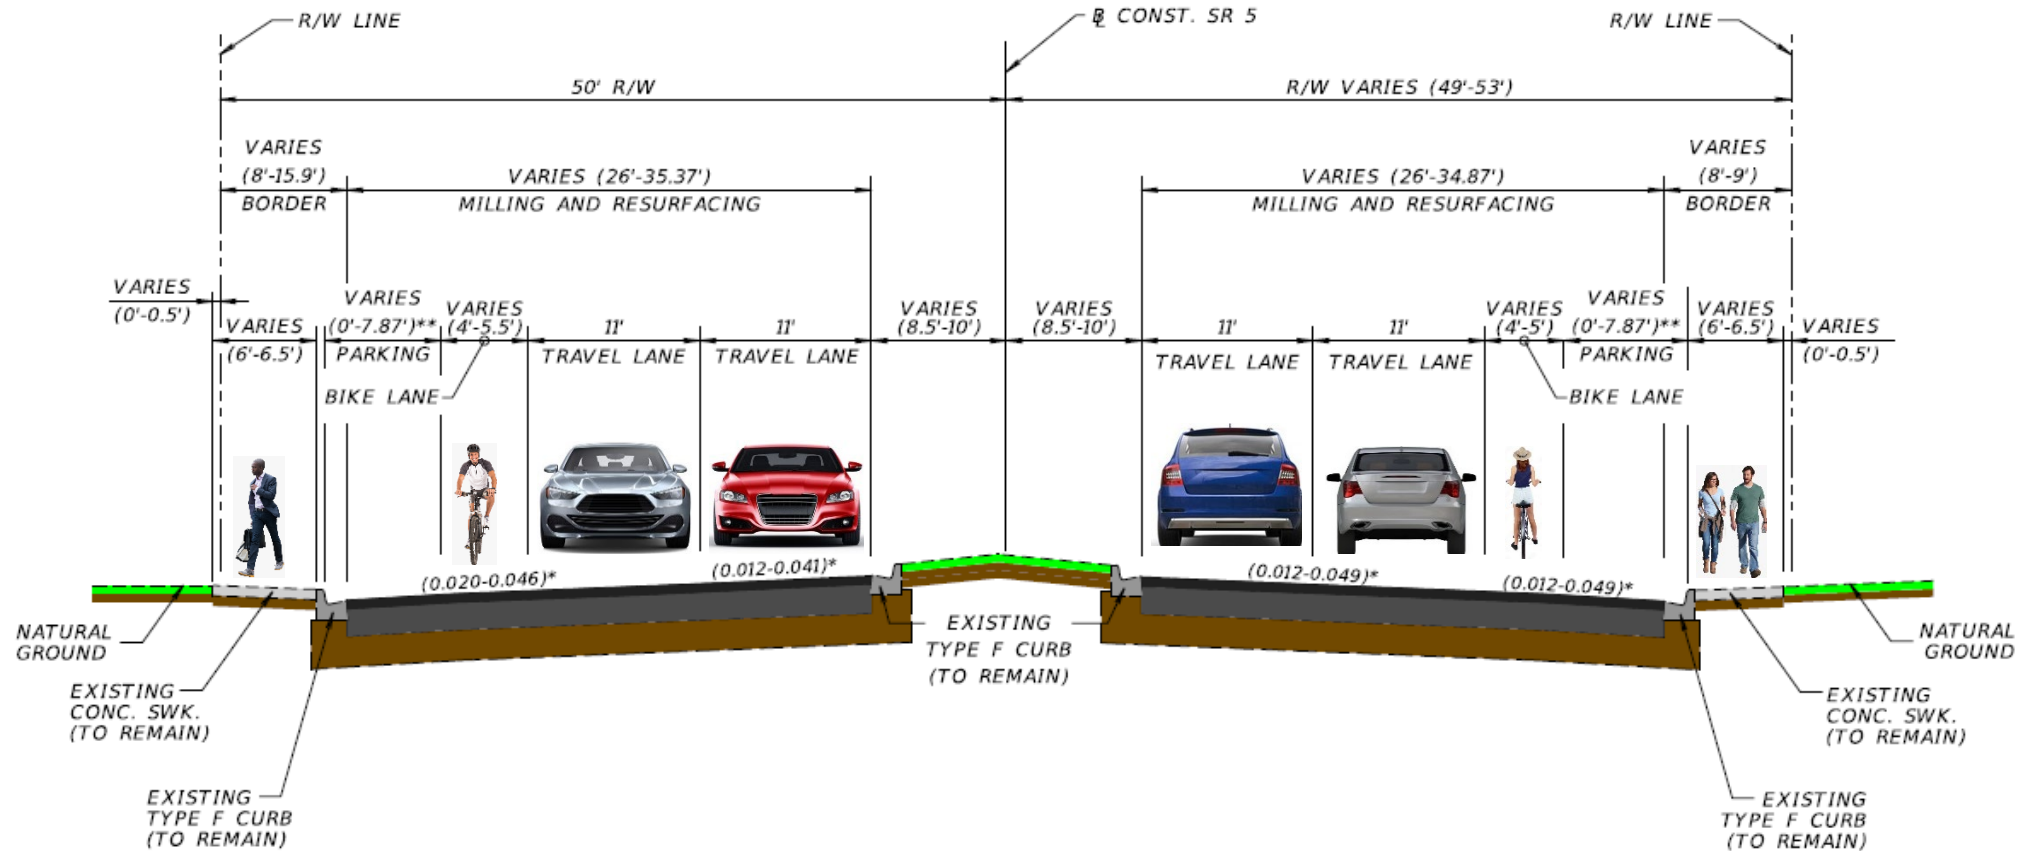 R/W LINE
℄ CONST. SR 5
R/W LINE
50' R/W
R/W VARIES (49'-53')
VARIES
(8'-15.9')
BORDER
VARIES (26'-35.37')
MILLING AND RESURFACING
VARIES (26'-34.87')
MILLING AND RESURFACING
VARIES
(8'-9')
BORDER
VARIES
(0'-0.5')
VARIES
(6'-6.5')
VARIES
(0'-7.87')**
PARKING
VARIES
(4'-5.5')
BIKE LANE
11'
TRAVEL LANE
11'
TRAVEL LANE
VARIES
(8.5'-10')
VARIES
(8.5'-10')
11'
TRAVEL LANE
11'
TRAVEL LANE
VARIES
(4'-5')
BIKE LANE
VARIES
(0'-7.87')**
PARKING
VARIES
(6'-6.5')
VARIES
(0'-0.5')
(0.020-0.046)*
(0.012-0.041)*
(0.012-0.049)*
(0.012-0.049)*
NATURAL
GROUND
EXISTING
CONC. SWK.
(TO REMAIN)
EXISTING
TYPE F CURB
(TO REMAIN)
EXISTING
TYPE F CURB
(TO REMAIN)
NATURAL
GROUND
EXISTING
CONC. SWK.
(TO REMAIN)
EXISTING
TYPE F CURB
(TO REMAIN)